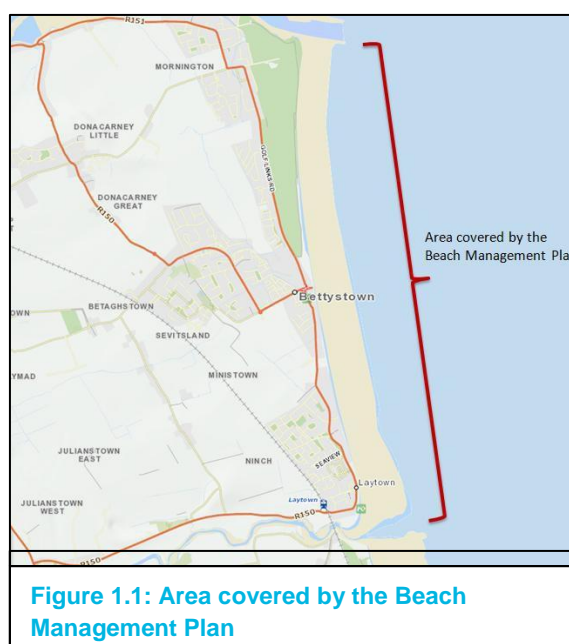 R151
MORNINGTON
DONACARNEY
LITTLE
GOLF LINKS RD
DONACARNEY
GREAT
R150
Area covered by the
Beach Management Pla
Bettystown
BETAGHSTOWN
OWN
SEVITSLAND
YMAD
MINISTOWN
JULIANSTOWN
EAST
NINCH
SEAVIEW
Laytown
Laytown
JULIANSTOWN
WEST
R150
R150
Figure 1.1: Area covered by the Beach
Management Plan